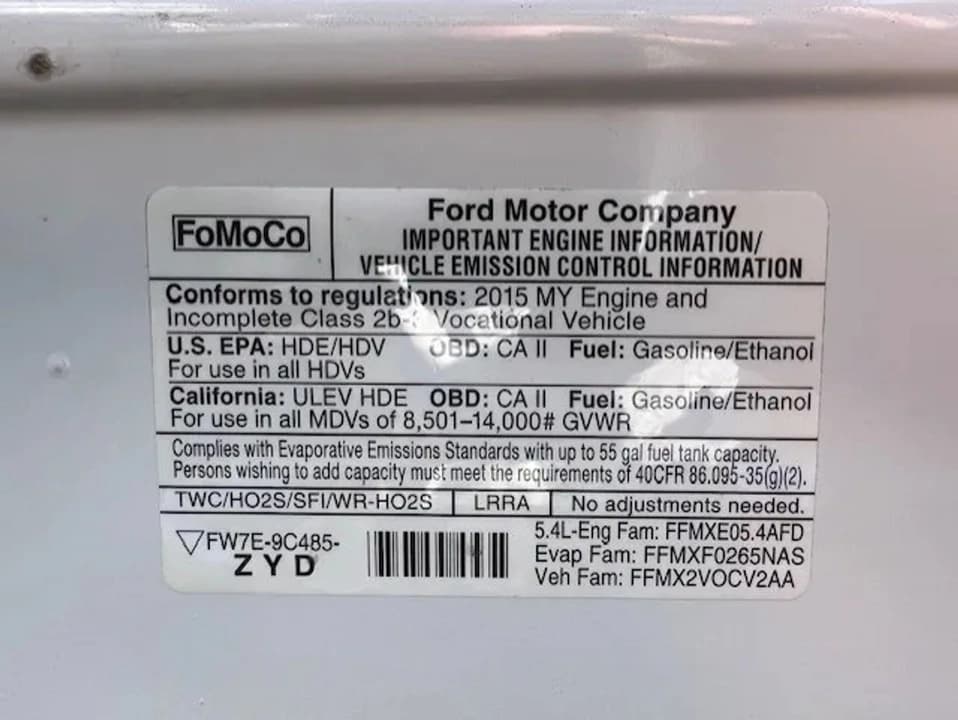 FoMoCo
Ford Motor Company
IMPORTANT ENGINE INFORMATION/
VEHICLE EMISSION CONTROL INFORMATION
Conforms to regulations: 2015 MY Engine and
Incomplete Class 2b- Vocational Vehicle
U.S. EPA: HDE/HDV OBD: CA II Fuel: Gasoline/Ethanol
For use in all HDVs
California: ULEV HDE OBD: CA II Fuel: Gasoline/Ethanol
For use in all MDVs of 8,501–14,000# GVWR
Complies with Evaporative Emissions Standards with up to 55 gal fuel tank capacity.
Persons wishing to add capacity must meet the requirements of 40CFR 86.095-35(g)(2).
TWC/HO2S/SFI/WR-HO2S LRRA No adjustments needed.
FW7E-9C485-
ZYD
5.4L-Eng Fam: FFMXE05.4AFD
Evap Fam: FFMXF0265NAS
Veh Fam: FFMX2VOCV2AA